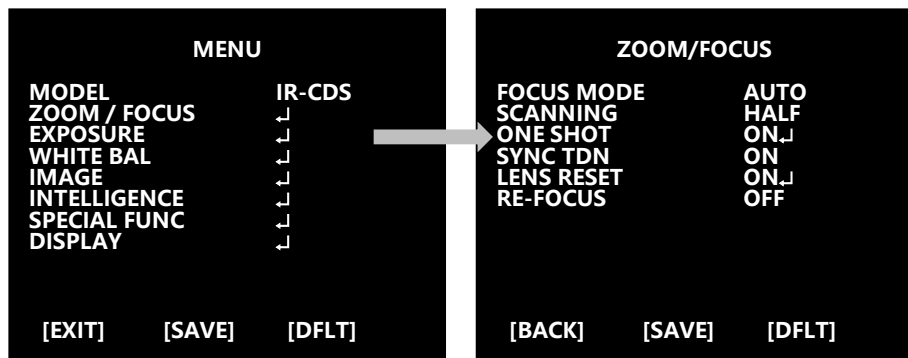 MENU
MODEL IR-CDS
ZOOM / FOCUS ↵
EXPOSURE ↵
WHITE BAL ↵
IMAGE ↵
INTELLIGENCE ↵
SPECIAL FUNC ↵
DISPLAY ↵
[EXIT] [SAVE] [DFLT]
ZOOM/FOCUS
FOCUS MODE AUTO
SCANNING HALF
ONE SHOT ON↵
SYNC TDN ON
LENS RESET ON↵
RE-FOCUS OFF
[BACK] [SAVE] [DFLT]